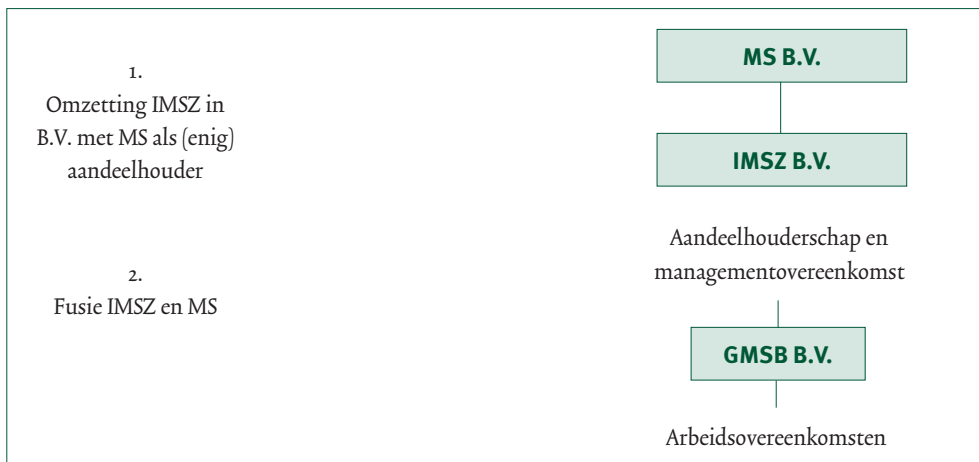 1.
Omzetting IMSZ in
B.V. met MS als (enig)
aandeelhouder
2.
Fusie IMSZ en MS
MS B.V.
IMSZ B.V.
Aandeelhouderschap en
managementovereenkomst
GMSB B.V.
Arbeidsovereenkomsten